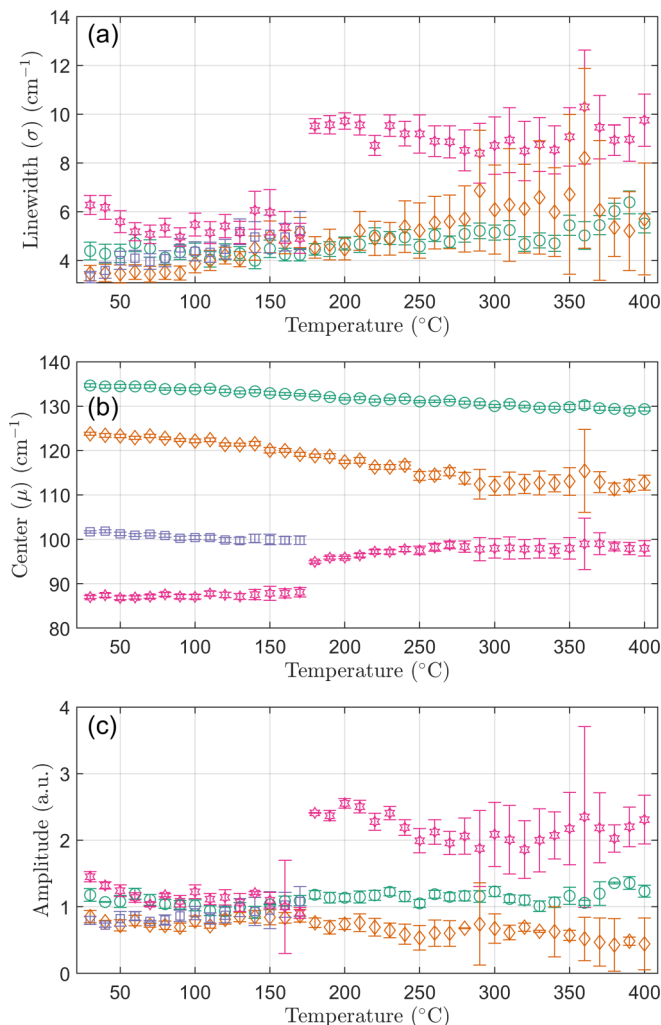 (a)
14
12
10
8
6
4
Linewidth (σ) (cm⁻¹)
50 100 150 200 250 300 350 400
Temperature (°C)
(b)
140
130
120
110
100
90
80
Center (μ) (cm⁻¹)
50 100 150 200 250 300 350 400
Temperature (°C)
(c)
4
3
2
1
0
Amplitude (a.u.)
50 100 150 200 250 300 350 400
Temperature (°C)